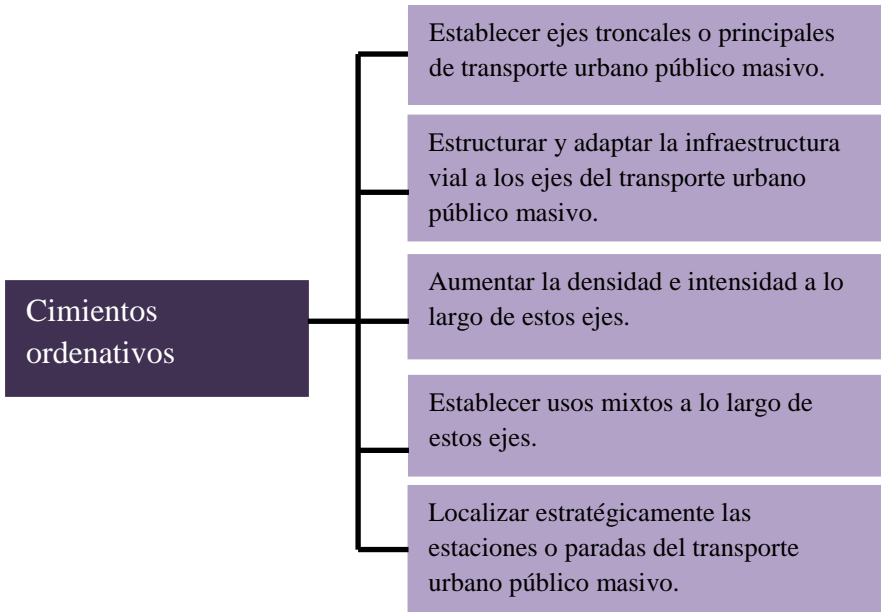 Establecer ejes troncales o principales
de transporte urbano público masivo.
Estructurar y adaptar la infraestructura
vial a los ejes del transporte urbano
público masivo.
Cimientos
ordenativos
Aumentar la densidad e intensidad a lo
largo de estos ejes.
Establecer usos mixtos a lo largo de
estos ejes.
Localizar estratégicamente las
estaciones o paradas del transporte
urbano público masivo.